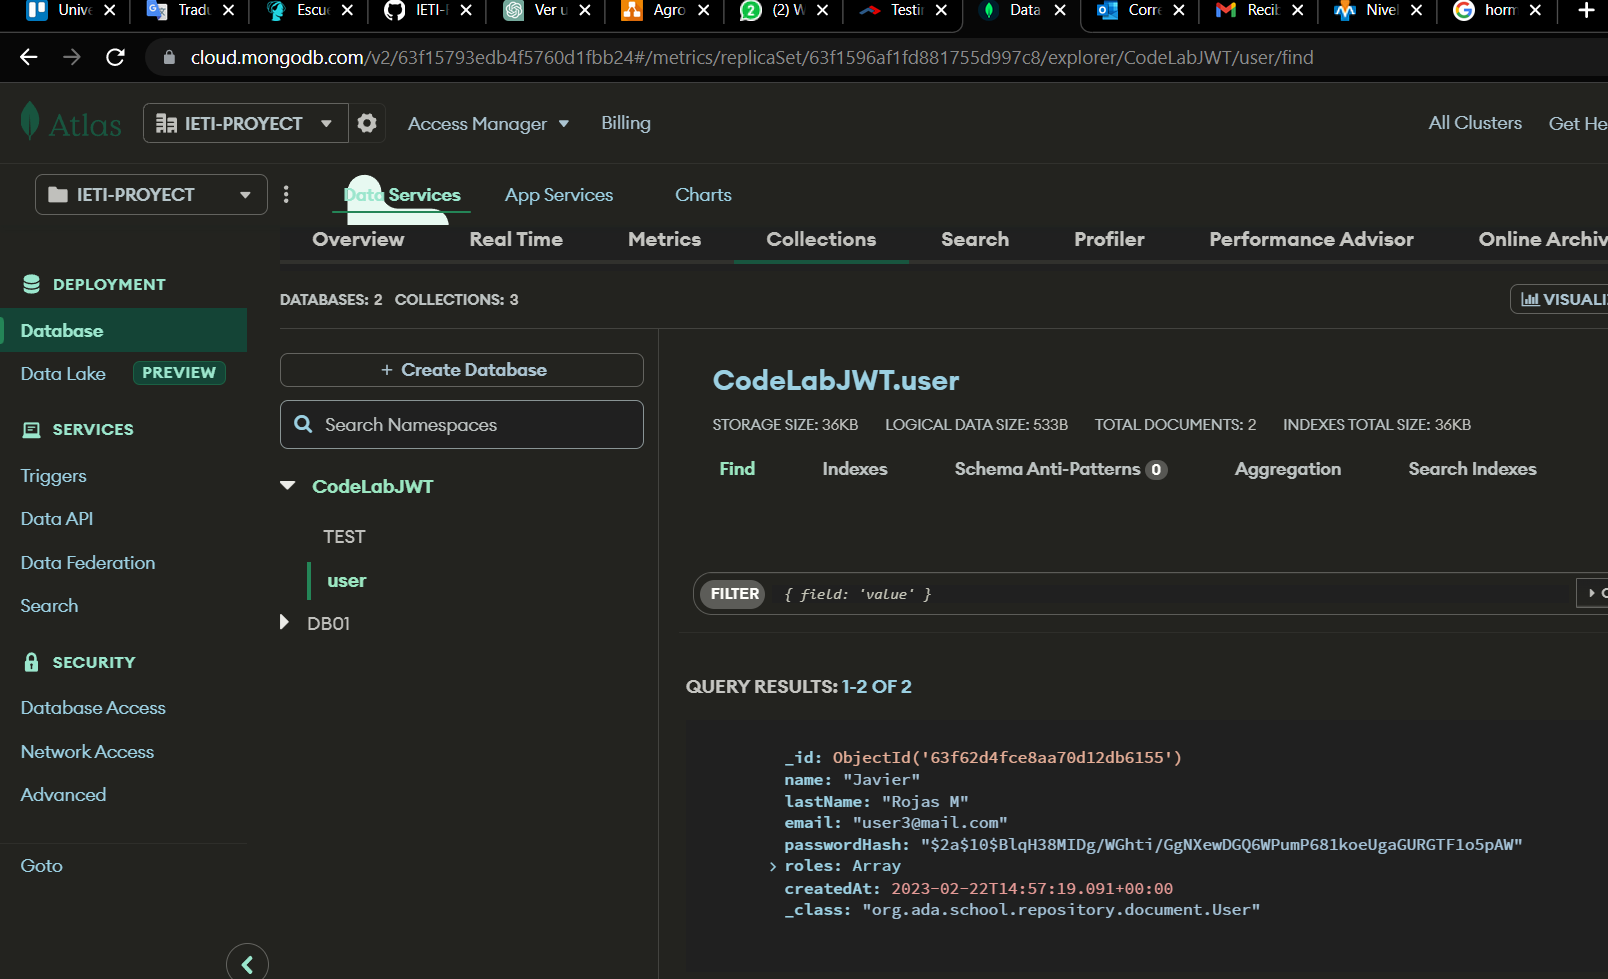 Unive Tradu Escue IETI-P Ver u Agro (2) W Testin Data Corre Recib Nivel horm
cloud.mongodb.com/v2/63f15793edb4f5760d1fbb24#/metrics/replicaSet/63f1596af1fd881755d997c8/explorer/CodeLabJWT/user/find
Atlas IETI-PROYECT Access Manager Billing All Clusters Get He
IETI-PROYECT Data Services App Services Charts
Overview Real Time Metrics Collections Search Profiler Performance Advisor Online Archiv
DEPLOYMENT
Database
Data Lake PREVIEW
SERVICES
Triggers
Data API
Data Federation
Search
SECURITY
Database Access
Network Access
Advanced
Goto
DATABASES: 2 COLLECTIONS: 3
VISUALIZ
+ Create Database
Search Namespaces
CodeLabJWT
TEST
user
DB01
CodeLabJWT.user
STORAGE SIZE: 36KB LOGICAL DATA SIZE: 533B TOTAL DOCUMENTS: 2 INDEXES TOTAL SIZE: 36KB
Find Indexes Schema Anti-Patterns 0 Aggregation Search Indexes
FILTER { field: 'value' }
QUERY RESULTS: 1-2 OF 2
_id: ObjectId('63f62d4fce8aa70d12db6155')
name: "Javier"
lastName: "Rojas M"
email: "user3@mail.com"
passwordHash: "$2a$10$BlqH38MIDg/WGhti/GgNXewDGQ6WPumP681koeUgaGURGTF1o5pAW"
roles: Array
createdAt: 2023-02-22T14:57:19.091+00:00
_class: "org.ada.school.repository.document.User"